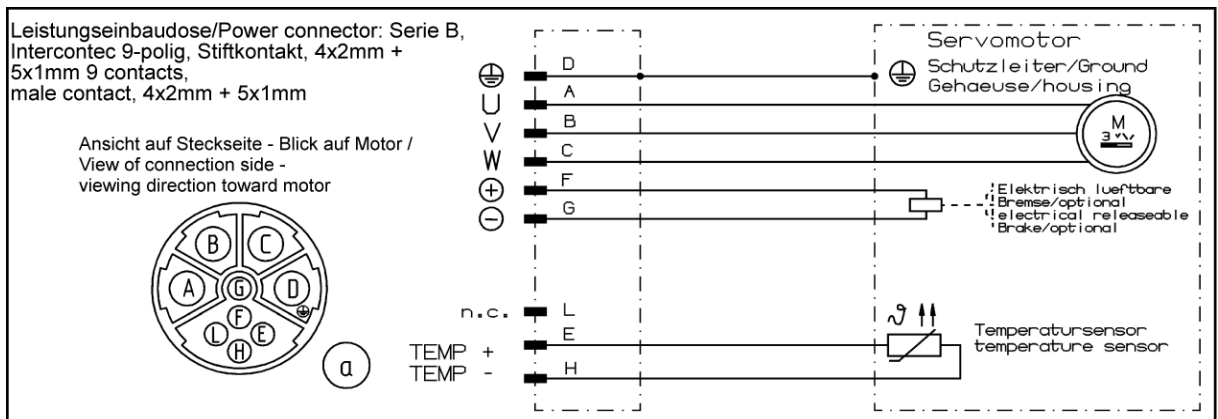 Leistungseinbaudose/Power connector: Serie B,
Intercontec 9-polig, Stiftkontakt, 4x2mm +
5x1mm 9 contacts,
male contact, 4x2mm + 5x1mm
Ansicht auf Steckseite - Blick auf Motor /
View of connection side -
viewing direction toward motor
B C
A G D
F
L E
H
a
D
U A
V B
W C
+ F
- G
n.c. L
TEMP + E
TEMP - H
Servomotor
Schutzleiter/Ground
Gehaeuse/housing
M
3
Elektrisch lueftbare
Bremse/optional
electrical releaseable
Brake/optional
ϑ
Temperatursensor
temperature sensor